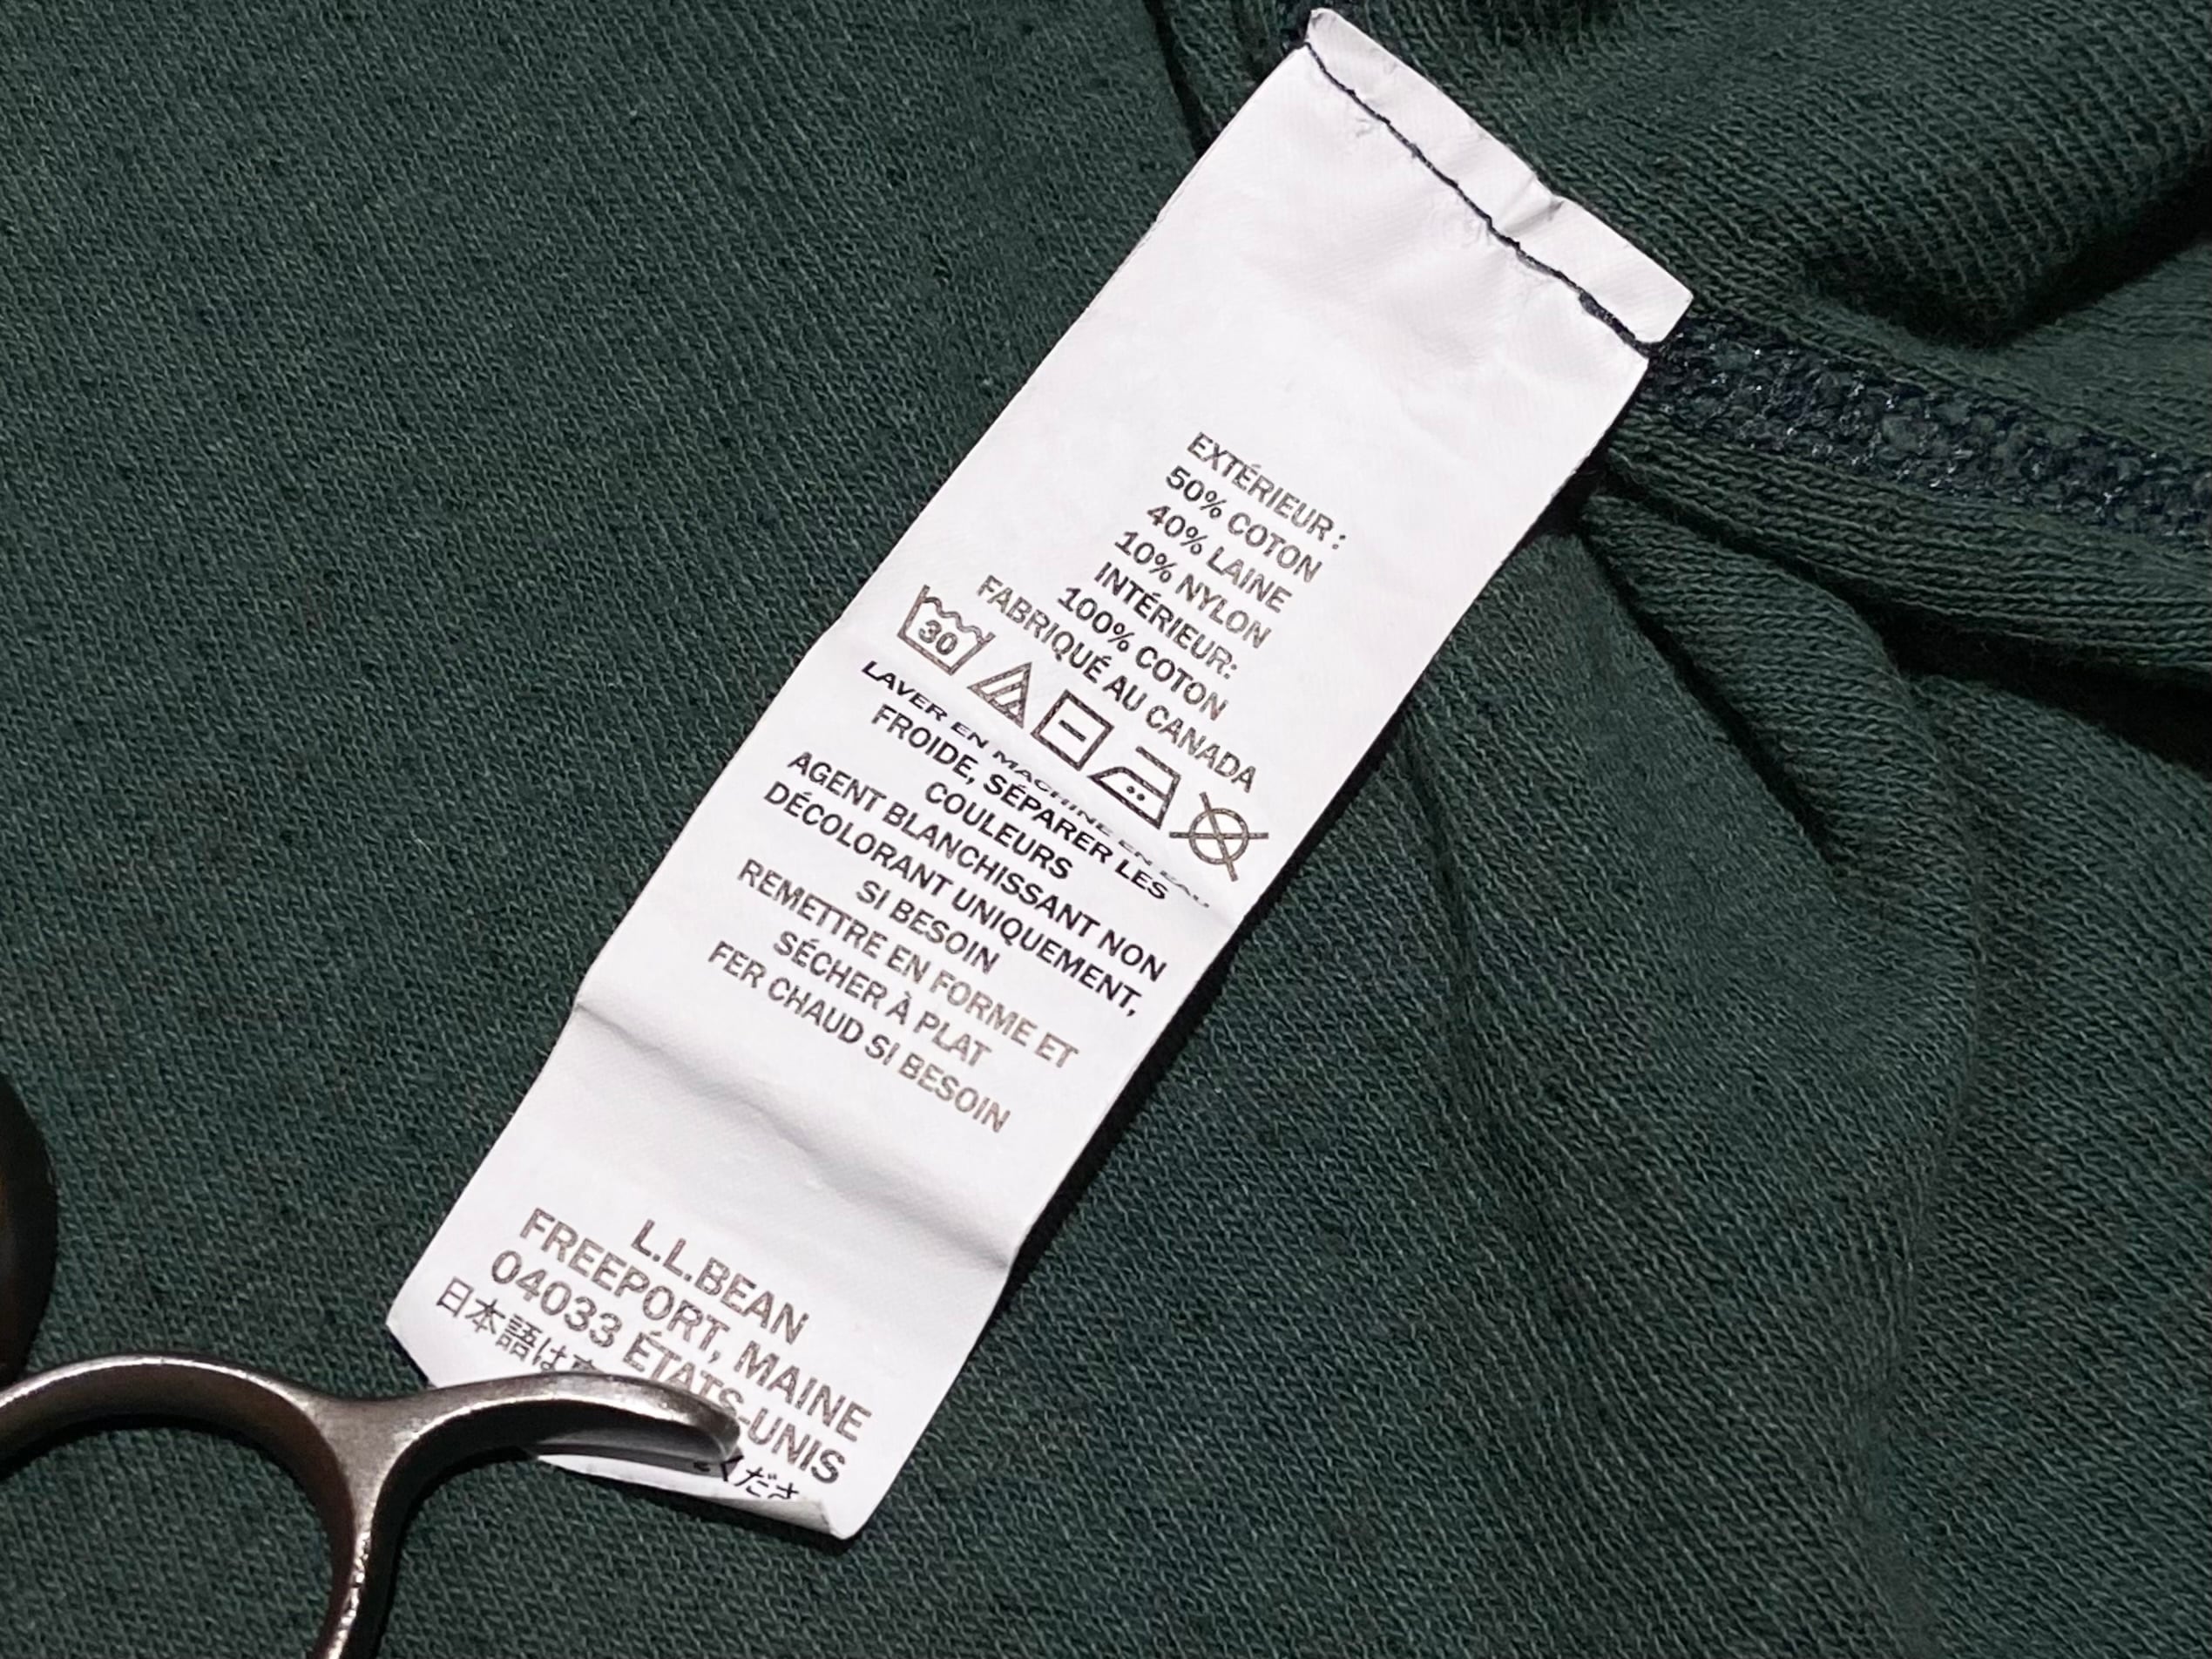 EXTÉRIEUR :
50% COTON
40% LAINE
10% NYLON
INTÉRIEUR:
100% COTON
FABRIQUÉ AU CANADA
30
LAVER EN MACHINE EN EAU
FROIDE, SÉPARER LES
COULEURS
AGENT BLANCHISSANT NON
DÉCOLORANT UNIQUEMENT,
SI BESOIN
REMETTRE EN FORME ET
SÉCHER À PLAT
FER CHAUD SI BESOIN
L.L.BEAN
FREEPORT, MAINE
04033 ÉTATS-UNIS
日本語は